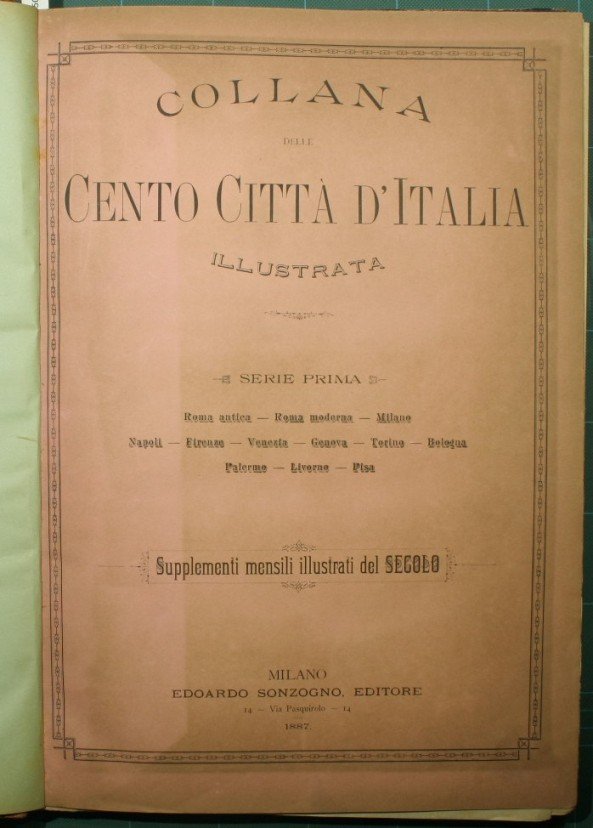 COLLANA
DELLE
CENTO CITTÀ D'ITALIA
ILLUSTRATA
SERIE PRIMA
Roma antica — Roma moderna — Milano
Napoli — Firenze — Venezia — Genova — Torino — Bologna
Palermo — Livorno — Pisa
Supplementi mensili illustrati del SECOLO
MILANO
EDOARDO SONZOGNO, EDITORE
14 — Via Pasquirolo — 14
1887.